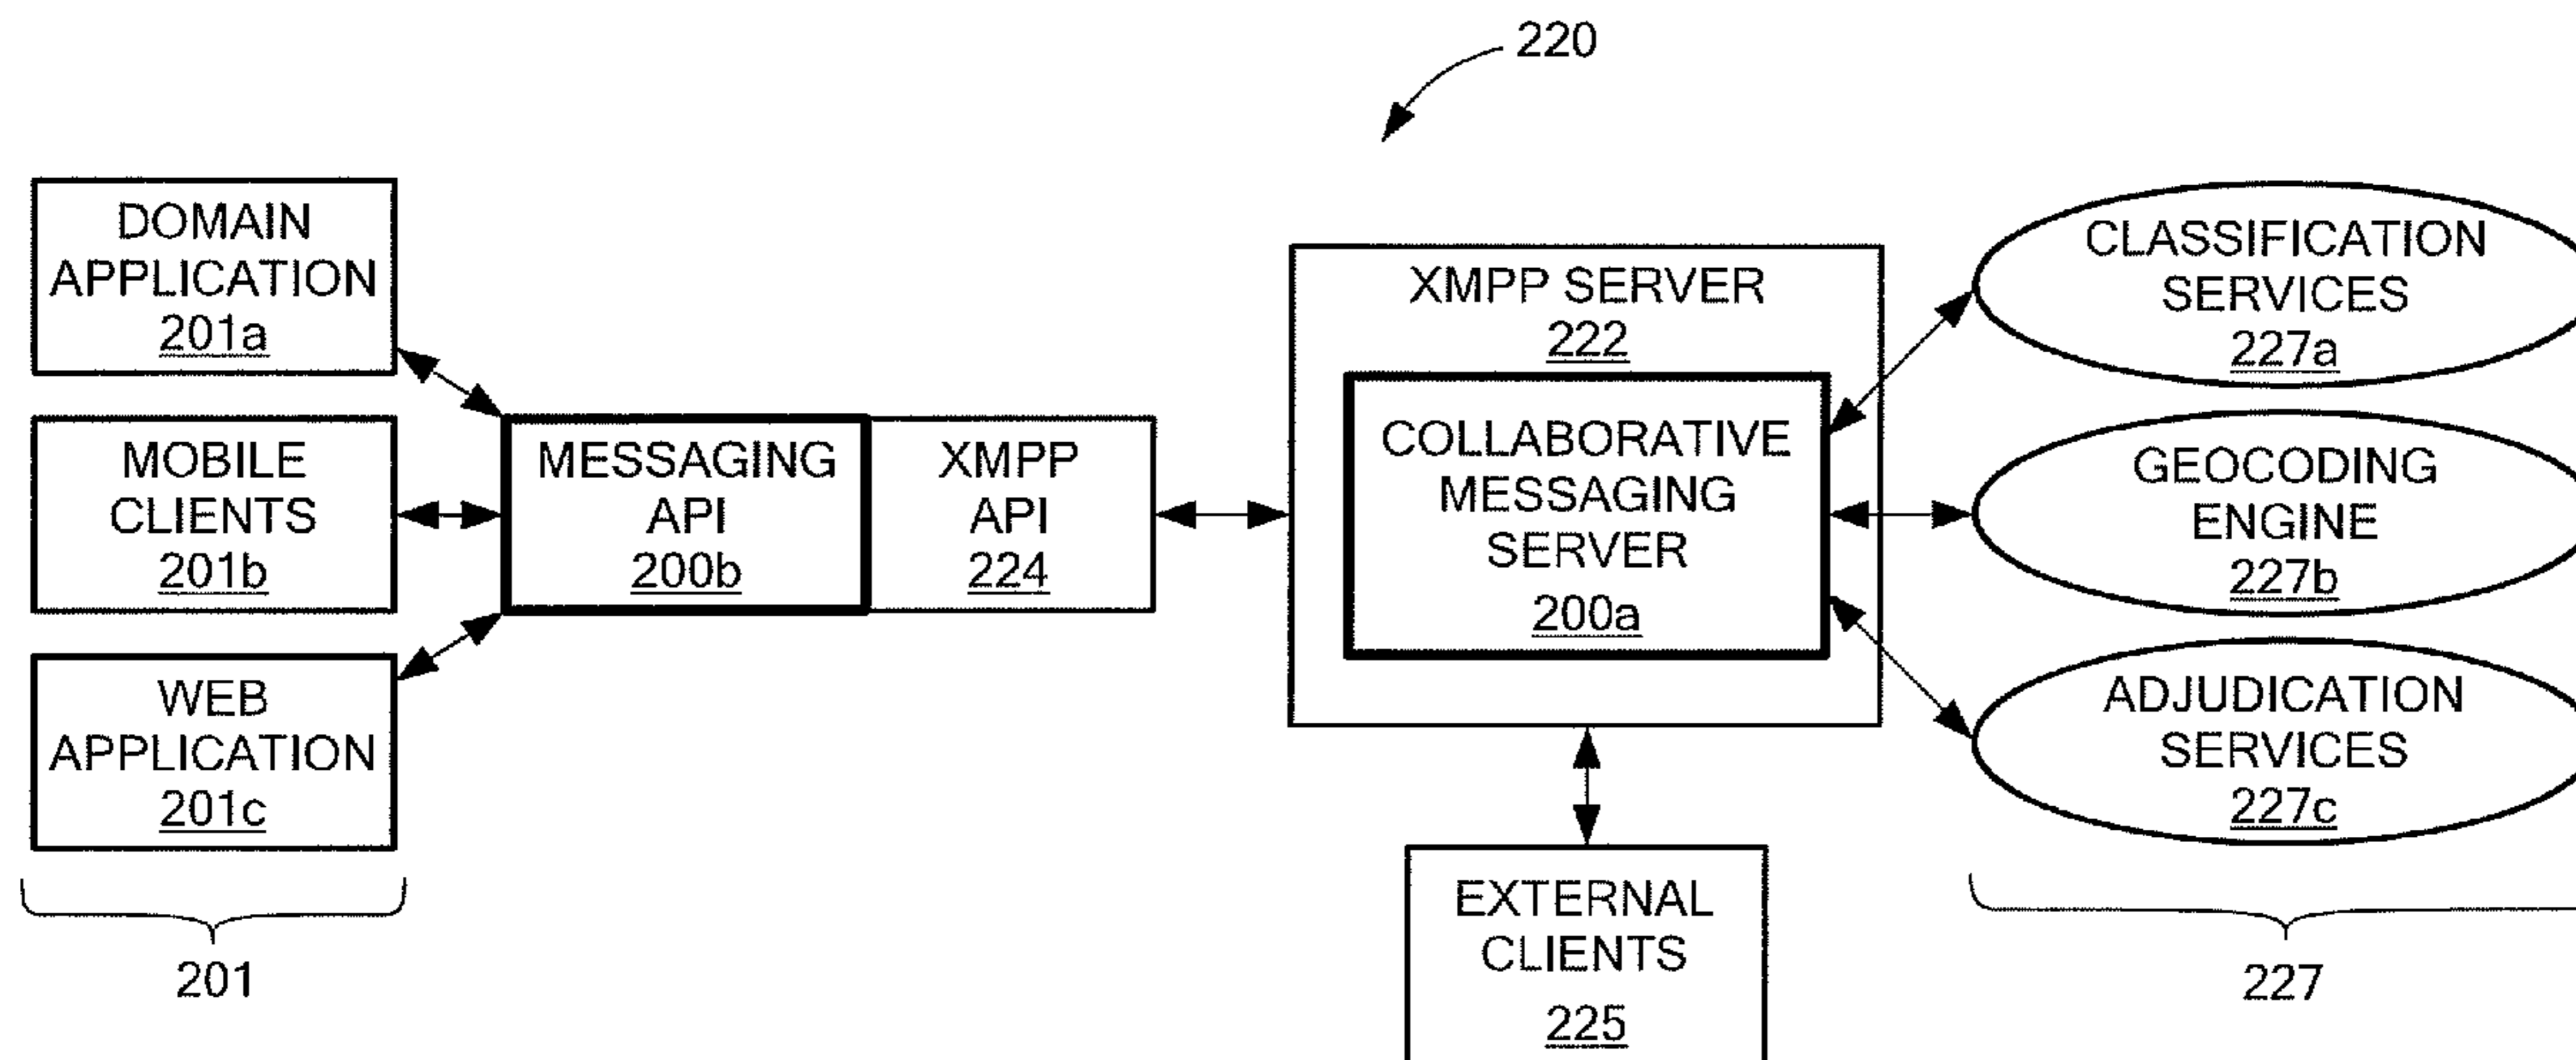 220
DOMAIN
APPLICATION
201a
MOBILE
CLIENTS
201b
WEB
APPLICATION
201c
201
MESSAGING
API
200b
XMPP
API
224
XMPP SERVER
222
COLLABORATIVE
MESSAGING
SERVER
200a
EXTERNAL
CLIENTS
225
CLASSIFICATION
SERVICES
227a
GEOCODING
ENGINE
227b
ADJUDICATION
SERVICES
227c
227